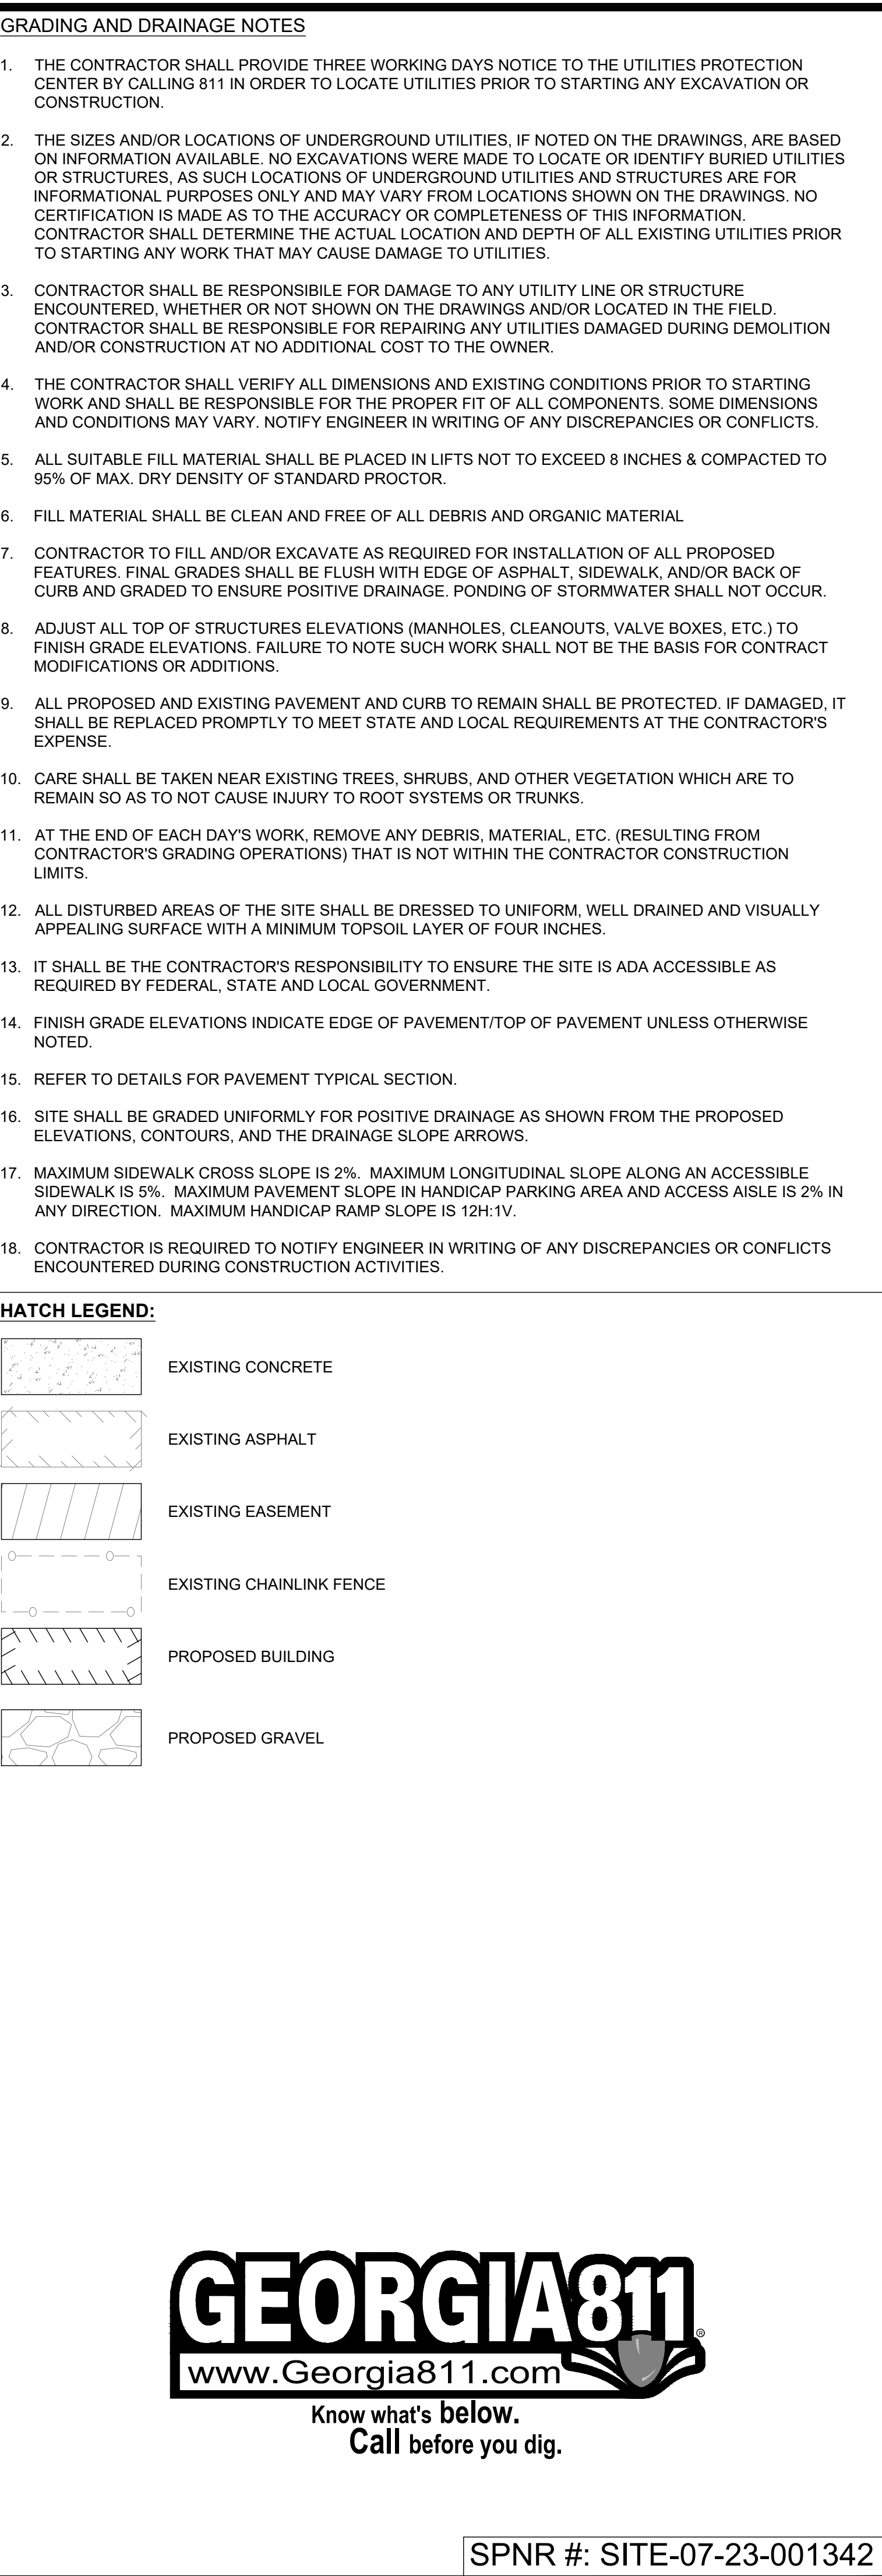 GRADING AND DRAINAGE NOTES
1. THE CONTRACTOR SHALL PROVIDE THREE WORKING DAYS NOTICE TO THE UTILITIES PROTECTION
CENTER BY CALLING 811 IN ORDER TO LOCATE UTILITIES PRIOR TO STARTING ANY EXCAVATION OR
CONSTRUCTION.
2. THE SIZES AND/OR LOCATIONS OF UNDERGROUND UTILITIES, IF NOTED ON THE DRAWINGS, ARE BASED
ON INFORMATION AVAILABLE. NO EXCAVATIONS WERE MADE TO LOCATE OR IDENTIFY BURIED UTILITIES
OR STRUCTURES, AS SUCH LOCATIONS OF UNDERGROUND UTILITIES AND STRUCTURES ARE FOR
INFORMATIONAL PURPOSES ONLY AND MAY VARY FROM LOCATIONS SHOWN ON THE DRAWINGS. NO
CERTIFICATION IS MADE AS TO THE ACCURACY OR COMPLETENESS OF THIS INFORMATION.
CONTRACTOR SHALL DETERMINE THE ACTUAL LOCATION AND DEPTH OF ALL EXISTING UTILITIES PRIOR
TO STARTING ANY WORK THAT MAY CAUSE DAMAGE TO UTILITIES.
3. CONTRACTOR SHALL BE RESPONSIBILE FOR DAMAGE TO ANY UTILITY LINE OR STRUCTURE
ENCOUNTERED, WHETHER OR NOT SHOWN ON THE DRAWINGS AND/OR LOCATED IN THE FIELD.
CONTRACTOR SHALL BE RESPONSIBLE FOR REPAIRING ANY UTILITIES DAMAGED DURING DEMOLITION
AND/OR CONSTRUCTION AT NO ADDITIONAL COST TO THE OWNER.
4. THE CONTRACTOR SHALL VERIFY ALL DIMENSIONS AND EXISTING CONDITIONS PRIOR TO STARTING
WORK AND SHALL BE RESPONSIBLE FOR THE PROPER FIT OF ALL COMPONENTS. SOME DIMENSIONS
AND CONDITIONS MAY VARY. NOTIFY ENGINEER IN WRITING OF ANY DISCREPANCIES OR CONFLICTS.
5. ALL SUITABLE FILL MATERIAL SHALL BE PLACED IN LIFTS NOT TO EXCEED 8 INCHES & COMPACTED TO
95% OF MAX. DRY DENSITY OF STANDARD PROCTOR.
6. FILL MATERIAL SHALL BE CLEAN AND FREE OF ALL DEBRIS AND ORGANIC MATERIAL
7. CONTRACTOR TO FILL AND/OR EXCAVATE AS REQUIRED FOR INSTALLATION OF ALL PROPOSED
FEATURES. FINAL GRADES SHALL BE FLUSH WITH EDGE OF ASPHALT, SIDEWALK, AND/OR BACK OF
CURB AND GRADED TO ENSURE POSITIVE DRAINAGE. PONDING OF STORMWATER SHALL NOT OCCUR.
8. ADJUST ALL TOP OF STRUCTURES ELEVATIONS (MANHOLES, CLEANOUTS, VALVE BOXES, ETC.) TO
FINISH GRADE ELEVATIONS. FAILURE TO NOTE SUCH WORK SHALL NOT BE THE BASIS FOR CONTRACT
MODIFICATIONS OR ADDITIONS.
9. ALL PROPOSED AND EXISTING PAVEMENT AND CURB TO REMAIN SHALL BE PROTECTED. IF DAMAGED, IT
SHALL BE REPLACED PROMPTLY TO MEET STATE AND LOCAL REQUIREMENTS AT THE CONTRACTOR'S
EXPENSE.
10. CARE SHALL BE TAKEN NEAR EXISTING TREES, SHRUBS, AND OTHER VEGETATION WHICH ARE TO
REMAIN SO AS TO NOT CAUSE INJURY TO ROOT SYSTEMS OR TRUNKS.
11. AT THE END OF EACH DAY'S WORK, REMOVE ANY DEBRIS, MATERIAL, ETC. (RESULTING FROM
CONTRACTOR'S GRADING OPERATIONS) THAT IS NOT WITHIN THE CONTRACTOR CONSTRUCTION
LIMITS.
12. ALL DISTURBED AREAS OF THE SITE SHALL BE DRESSED TO UNIFORM, WELL DRAINED AND VISUALLY
APPEALING SURFACE WITH A MINIMUM TOPSOIL LAYER OF FOUR INCHES.
13. IT SHALL BE THE CONTRACTOR'S RESPONSIBILITY TO ENSURE THE SITE IS ADA ACCESSIBLE AS
REQUIRED BY FEDERAL, STATE AND LOCAL GOVERNMENT.
14. FINISH GRADE ELEVATIONS INDICATE EDGE OF PAVEMENT/TOP OF PAVEMENT UNLESS OTHERWISE
NOTED.
15. REFER TO DETAILS FOR PAVEMENT TYPICAL SECTION.
16. SITE SHALL BE GRADED UNIFORMLY FOR POSITIVE DRAINAGE AS SHOWN FROM THE PROPOSED
ELEVATIONS, CONTOURS, AND THE DRAINAGE SLOPE ARROWS.
17. MAXIMUM SIDEWALK CROSS SLOPE IS 2%. MAXIMUM LONGITUDINAL SLOPE ALONG AN ACCESSIBLE
SIDEWALK IS 5%. MAXIMUM PAVEMENT SLOPE IN HANDICAP PARKING AREA AND ACCESS AISLE IS 2% IN
ANY DIRECTION. MAXIMUM HANDICAP RAMP SLOPE IS 12H:1V.
18. CONTRACTOR IS REQUIRED TO NOTIFY ENGINEER IN WRITING OF ANY DISCREPANCIES OR CONFLICTS
ENCOUNTERED DURING CONSTRUCTION ACTIVITIES.
HATCH LEGEND:
EXISTING CONCRETE
EXISTING ASPHALT
EXISTING EASEMENT
EXISTING CHAINLINK FENCE
PROPOSED BUILDING
PROPOSED GRAVEL
GEORGIA811®
www.Georgia811.com
Know what's below.
Call before you dig.
SPNR #: SITE-07-23-001342